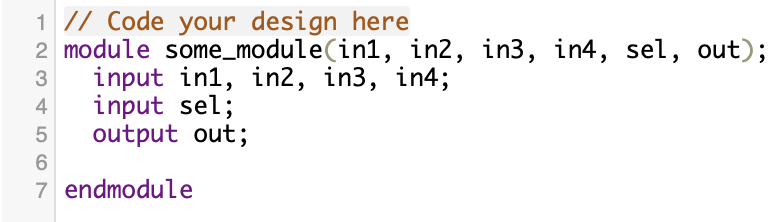 1 // Code your design here
2 module some_module(in1, in2, in3, in4, sel, out);
3   input in1, in2, in3, in4;
4   input sel;
5   output out;
6
7 endmodule